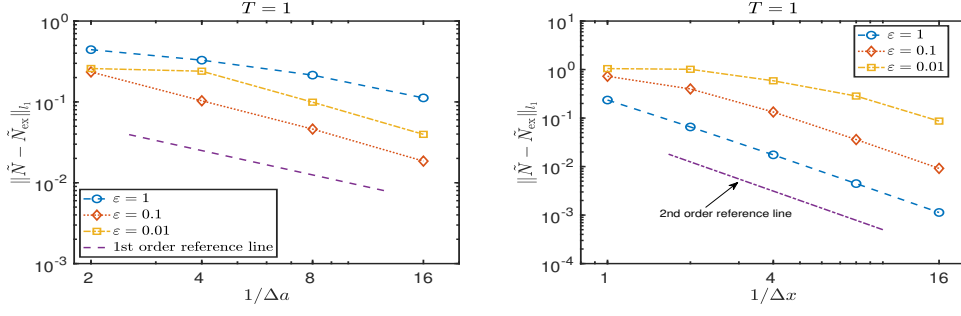 T = 1
10^0
10^-1
10^-2
10^-3
‖Ñ − Ñ_ex‖_{l_1}
ε = 1
ε = 0.1
ε = 0.01
1st order reference line
2
4
8
16
1/Δa
T = 1
10^1
10^0
10^-1
10^-2
10^-3
10^-4
‖Ñ − Ñ_ex‖_{l_1}
ε = 1
ε = 0.1
ε = 0.01
2nd order reference line
1
4
16
1/Δx